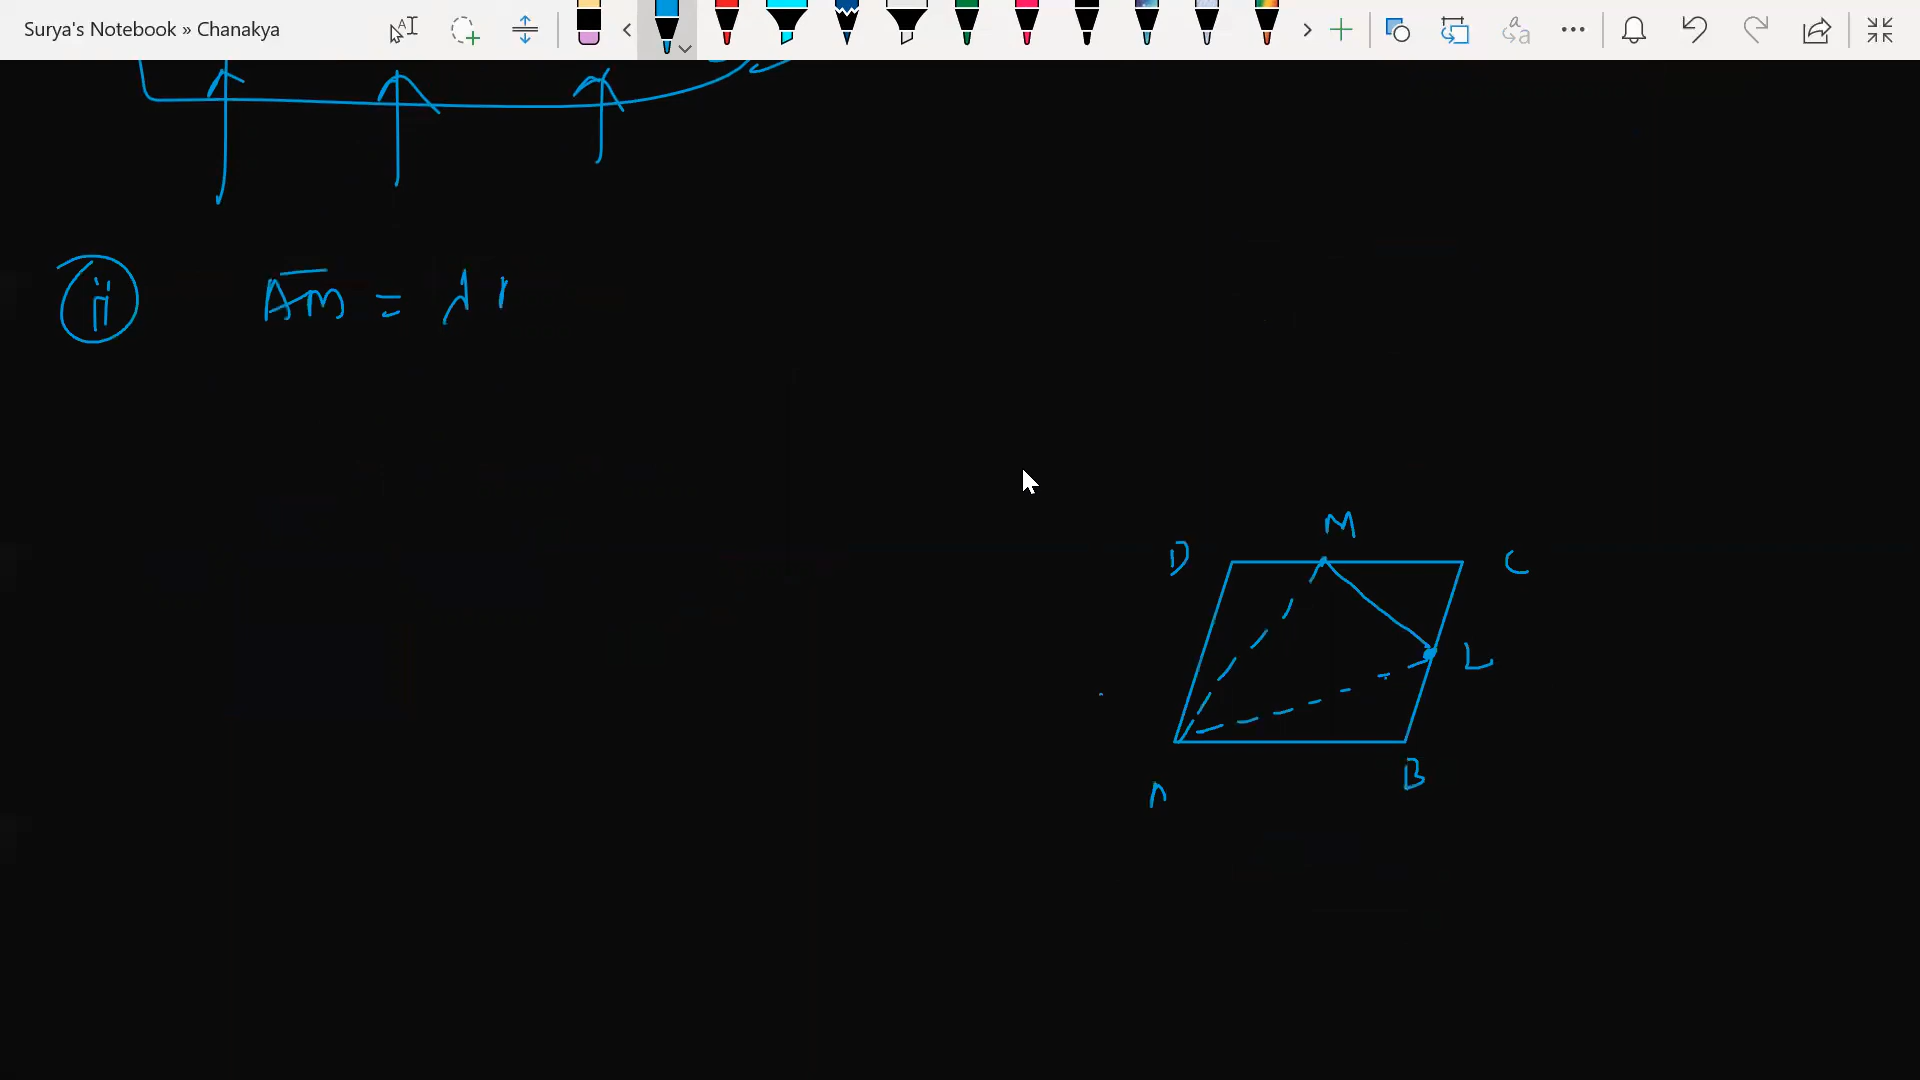 Surya's Notebook » Chanakya
ii AM = λ
M
D C
L
B
A